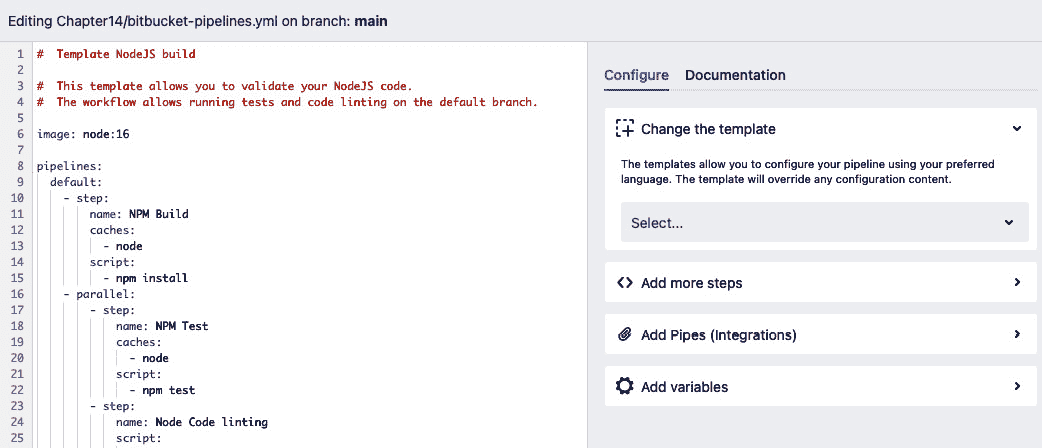 Editing Chapter14/bitbucket-pipelines.yml on branch: main
1 #  Template NodeJS build
2
3 #  This template allows you to validate your NodeJS code.
4 #  The workflow allows running tests and code linting on the default branch.
5
6 image: node:16
7
8 pipelines:
9   default:
10     - step:
11         name: NPM Build
12         caches:
13           - node
14         script:
15           - npm install
16     - parallel:
17         - step:
18             name: NPM Test
19             caches:
20               - node
21             script:
22               - npm test
23         - step:
24             name: Node Code linting
25             script:
Configure Documentation
Change the template
The templates allow you to configure your pipeline using your preferred
language. The template will override any configuration content.
Select...
Add more steps
Add Pipes (Integrations)
Add variables